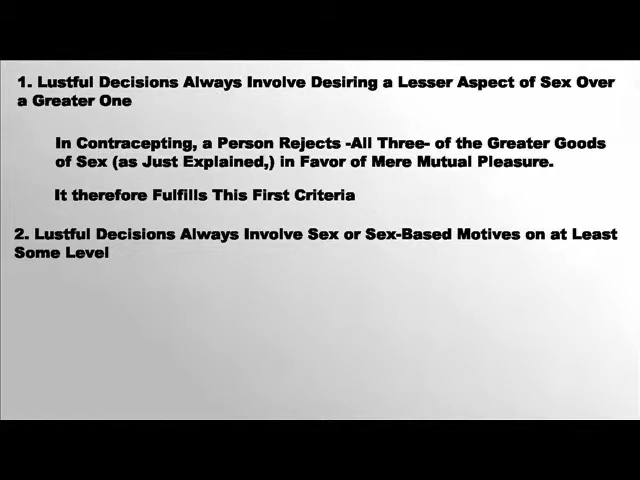 1. Lustful Decisions Always Involve Desiring a Lesser Aspect of Sex Over
a Greater One
In Contracepting, a Person Rejects -All Three- of the Greater Goods
of Sex (as Just Explained,) in Favor of Mere Mutual Pleasure.
It therefore Fulfills This First Criteria
2. Lustful Decisions Always Involve Sex or Sex-Based Motives on at Least
Some Level